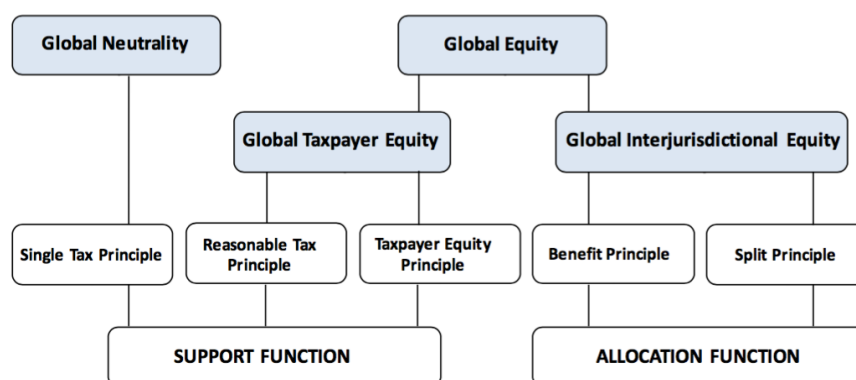 Global Neutrality
Global Equity
Global Taxpayer Equity
Global Interjurisdictional Equity
Single Tax Principle
Reasonable Tax
Principle
Taxpayer Equity
Principle
Benefit Principle
Split Principle
SUPPORT FUNCTION
ALLOCATION FUNCTION